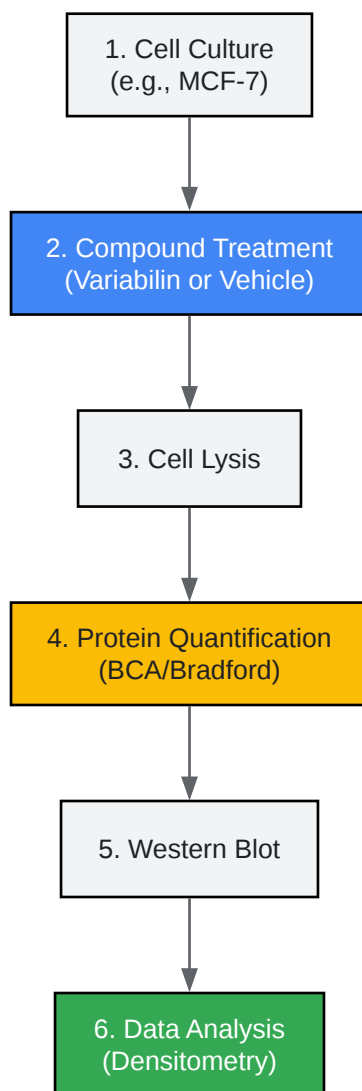 1. Cell Culture
(e.g., MCF-7)
2. Compound Treatment
(Variabilin or Vehicle)
3. Cell Lysis
4. Protein Quantification
(BCA/Bradford)
5. Western Blot
6. Data Analysis
(Densitometry)